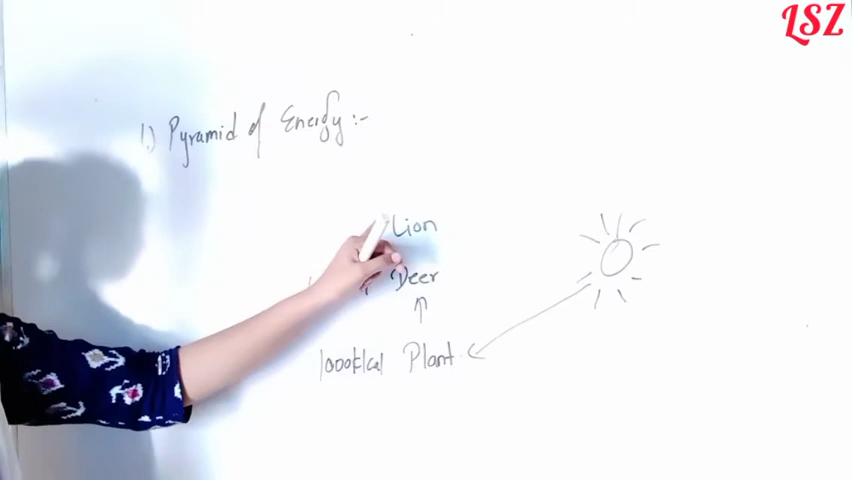 LSZ
1.) Pyramid of Energy :-
Lion
Deer
↑
1000Kcal Plant